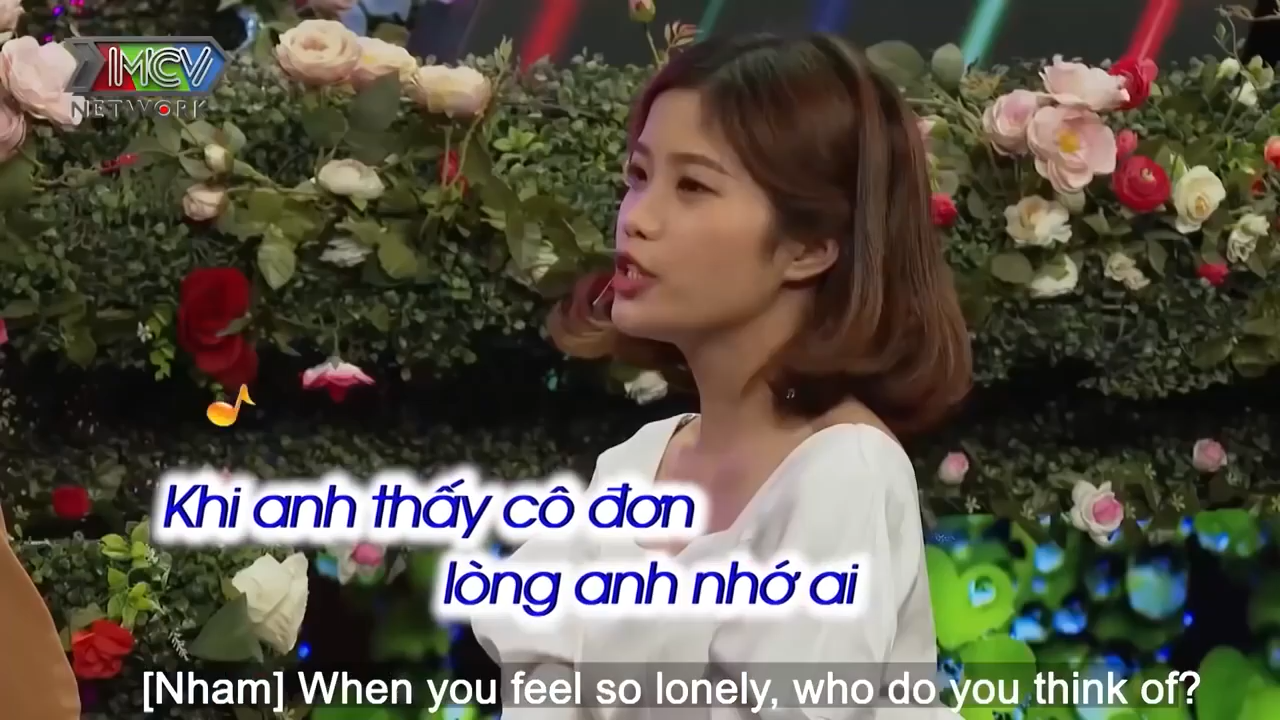 MCV
NETWORK
Khi anh thấy cô đơn
lòng anh nhớ ai
[Nham] When you feel so lonely, who do you think of?